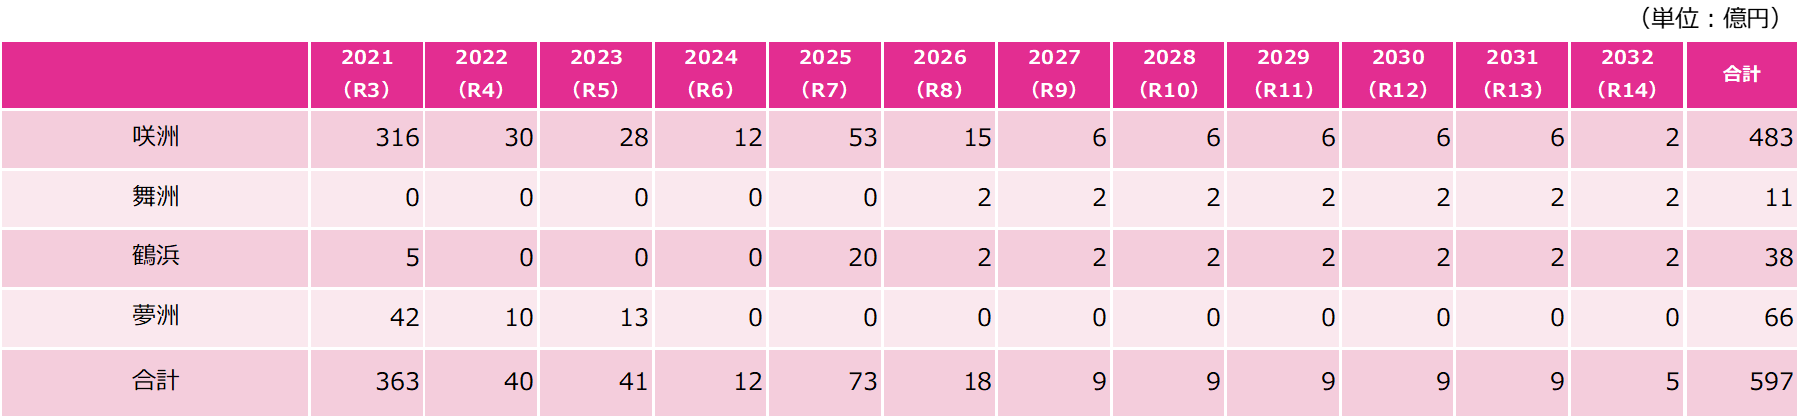 （単位：億円）
2021 2022 2023 2024 2025 2026 2027 2028 2029 2030 2031 2032 合計
（R3） （R4） （R5） （R6） （R7） （R8） （R9） （R10） （R11） （R12） （R13） （R14）
咲洲 316 30 28 12 53 15 6 6 6 6 6 2 483
舞洲 0 0 0 0 0 2 2 2 2 2 2 2 11
鶴浜 5 0 0 0 20 2 2 2 2 2 2 2 38
夢洲 42 10 13 0 0 0 0 0 0 0 0 0 66
合計 363 40 41 12 73 18 9 9 9 9 9 5 597